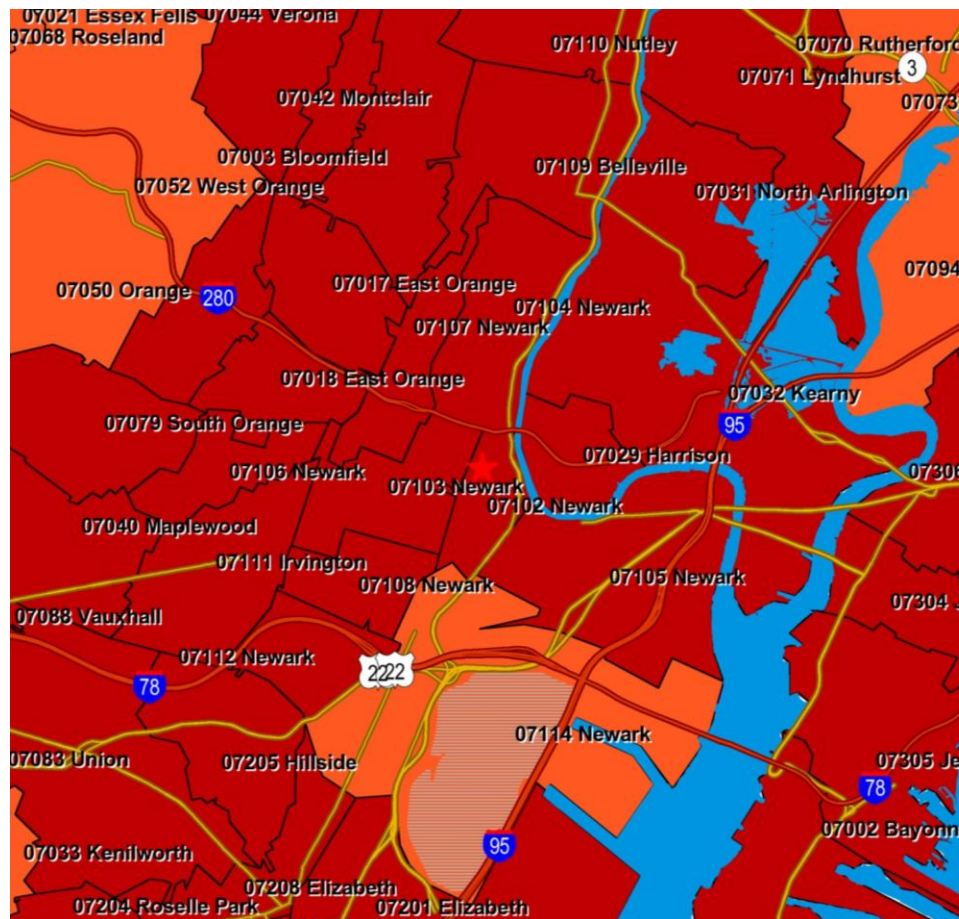 07021 Essex Fells 07044 Verona
07068 Roseland
07110 Nutley
07070 Rutherford
3
07071 Lyndhurst
07073
07042 Montclair
07003 Bloomfield
07109 Belleville
07052 West Orange
07031 North Arlington
07094
07050 Orange
280
07017 East Orange
07104 Newark
07107 Newark
07018 East Orange
07032 Kearny
07079 South Orange
95
07029 Harrison
07106 Newark
07306
07103 Newark
07102 Newark
07040 Maplewood
07111 Irvington
07108 Newark
07105 Newark
07304 J
07088 Vauxhall
07112 Newark
22
22
78
07114 Newark
07083 Union
07205 Hillside
07305 Je
78
07002 Bayonn
95
07033 Kenilworth
07208 Elizabeth
07204 Roselle Park
07201 Elizabeth